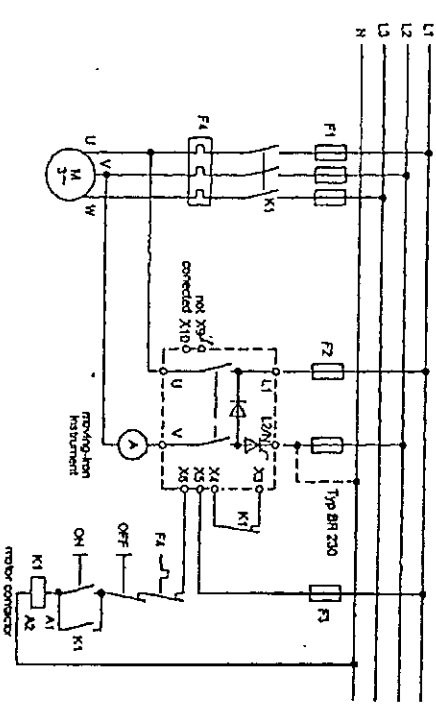 L1
L2
L3
N
F1
F2
F3
K1
F4
U
V
W
M
3~
L1
L2/N
Typ BR 230
not X9
connected X10
U
V
X3
X4
X5
X6
K1
A
moving-iron
instrument
F4
OFF
ON
K1
K1
A1
A2
motor contactor